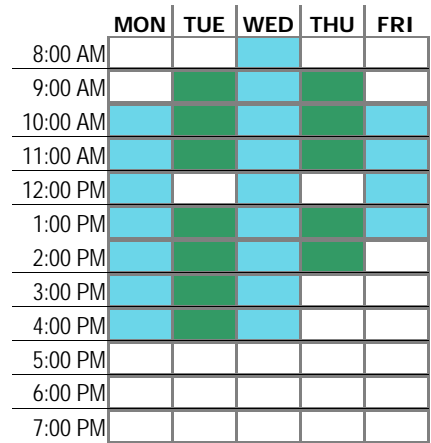 MON TUE WED THU FRI
8:00 AM
9:00 AM
10:00 AM
11:00 AM
12:00 PM
1:00 PM
2:00 PM
3:00 PM
4:00 PM
5:00 PM
6:00 PM
7:00 PM